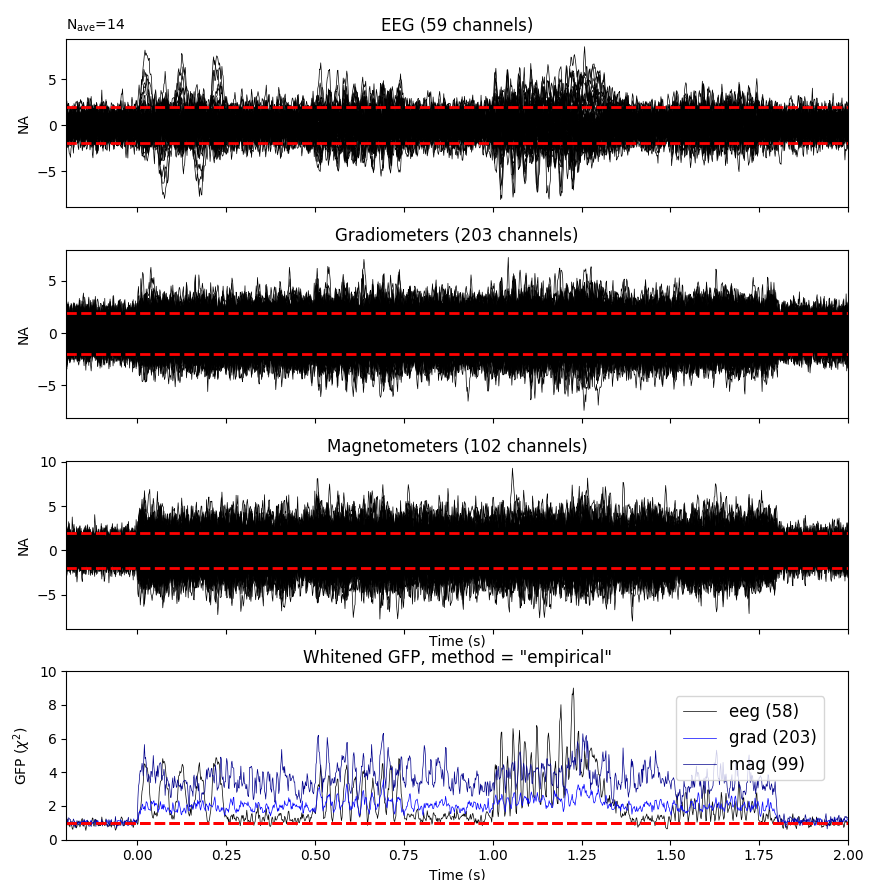 N_ave=14
EEG (59 channels)
5
0
−5
NA
Gradiometers (203 channels)
5
0
−5
NA
Magnetometers (102 channels)
10
5
0
−5
NA
Time (s)
Whitened GFP, method = "empirical"
10
8
6
4
2
0
GFP (χ²)
eeg (58)
grad (203)
mag (99)
0.00 0.25 0.50 0.75 1.00 1.25 1.50 1.75 2.00
Time (s)